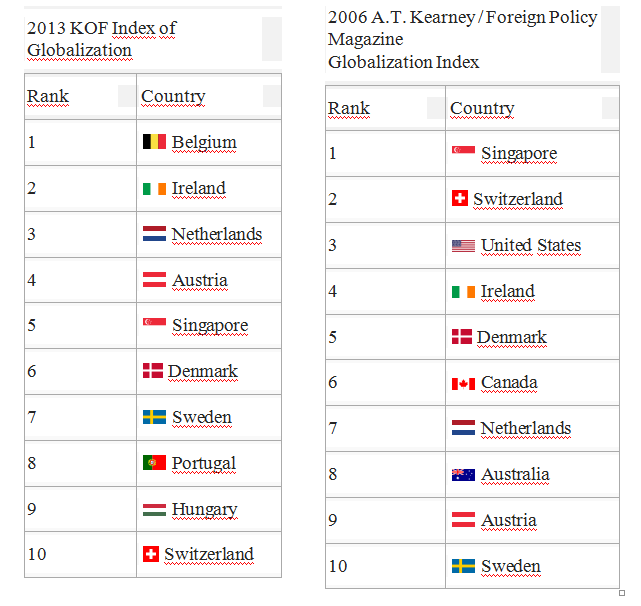 2013 KOF Index of
Globalization
Rank Country
1 Belgium
2 Ireland
3 Netherlands
4 Austria
5 Singapore
6 Denmark
7 Sweden
8 Portugal
9 Hungary
10 Switzerland
2006 A.T. Kearney/Foreign Policy
Magazine
Globalization Index
Rank Country
1 Singapore
2 Switzerland
3 United States
4 Ireland
5 Denmark
6 Canada
7 Netherlands
8 Australia
9 Austria
10 Sweden